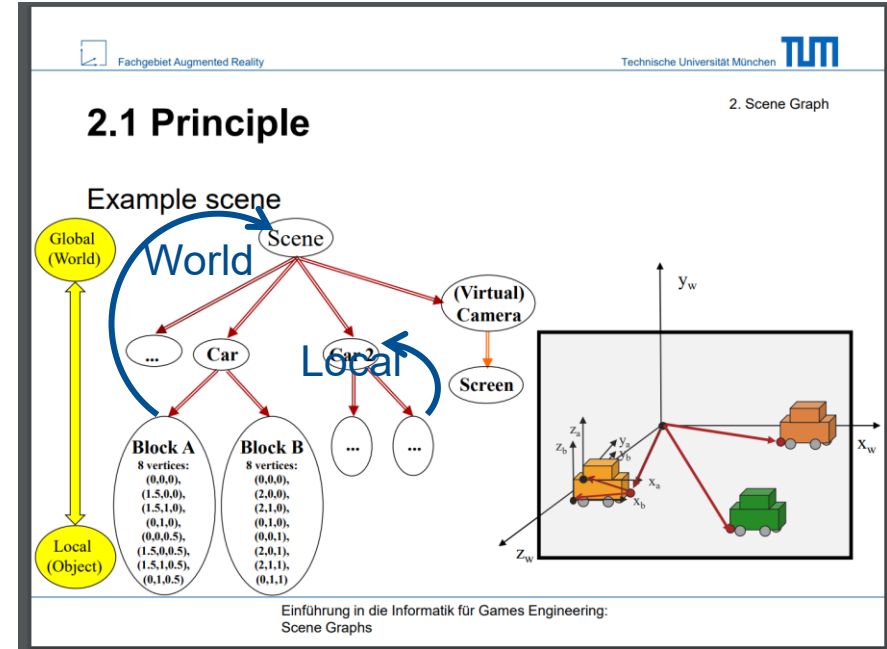 Fachgebiet Augmented Reality
Technische Universität München
TUM
2. Scene Graph
2.1 Principle
Example scene
Global
(World)
World
Scene
(Virtual)
Camera
...
Car
Car 2
Local
Screen
Block A
8 vertices:
(0,0,0),
(1.5,0,0),
(1.5,1,0),
(0,1,0),
(0,0,0.5),
(1.5,0,0.5),
(1.5,1,0.5),
(0,1,0.5)
Block B
8 vertices:
(0,0,0),
(2,0,0),
(2,1,0),
(0,1,0),
(0,0,1),
(2,0,1),
(2,1,1),
(0,1,1)
...
...
Local
(Object)
yw
xw
zw
za
zb
ya
yb
xa
xb
Einführung in die Informatik für Games Engineering:
Scene Graphs